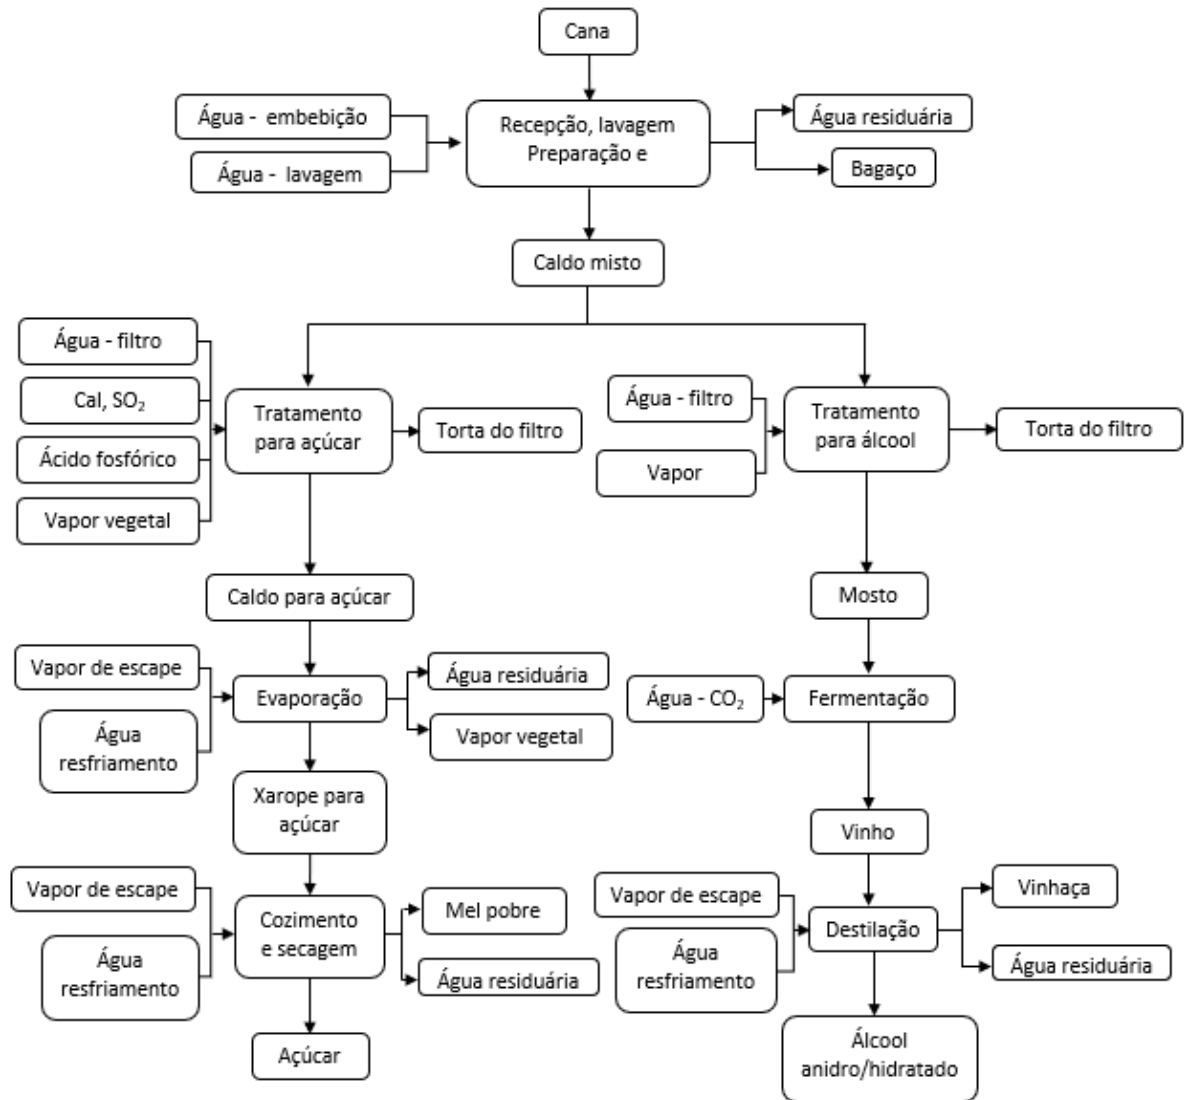 Cana
Água - embebição
Água - lavagem
Recepção, lavagem
Preparação e
Água residuária
Bagaço
Caldo misto
Água - filtro
Cal, SO₂
Ácido fosfórico
Vapor vegetal
Tratamento
para açúcar
Torta do filtro
Água - filtro
Vapor
Tratamento
para álcool
Torta do filtro
Caldo para açúcar
Mosto
Vapor de escape
Água
resfriamento
Evaporação
Água residuária
Vapor vegetal
Água - CO₂
Fermentação
Xarope para
açúcar
Vinho
Vapor de escape
Água
resfriamento
Cozimento
e secagem
Mel pobre
Água residuária
Vapor de escape
Água
resfriamento
Destilação
Vinhaça
Água residuária
Açúcar
Álcool
anidro/hidratado